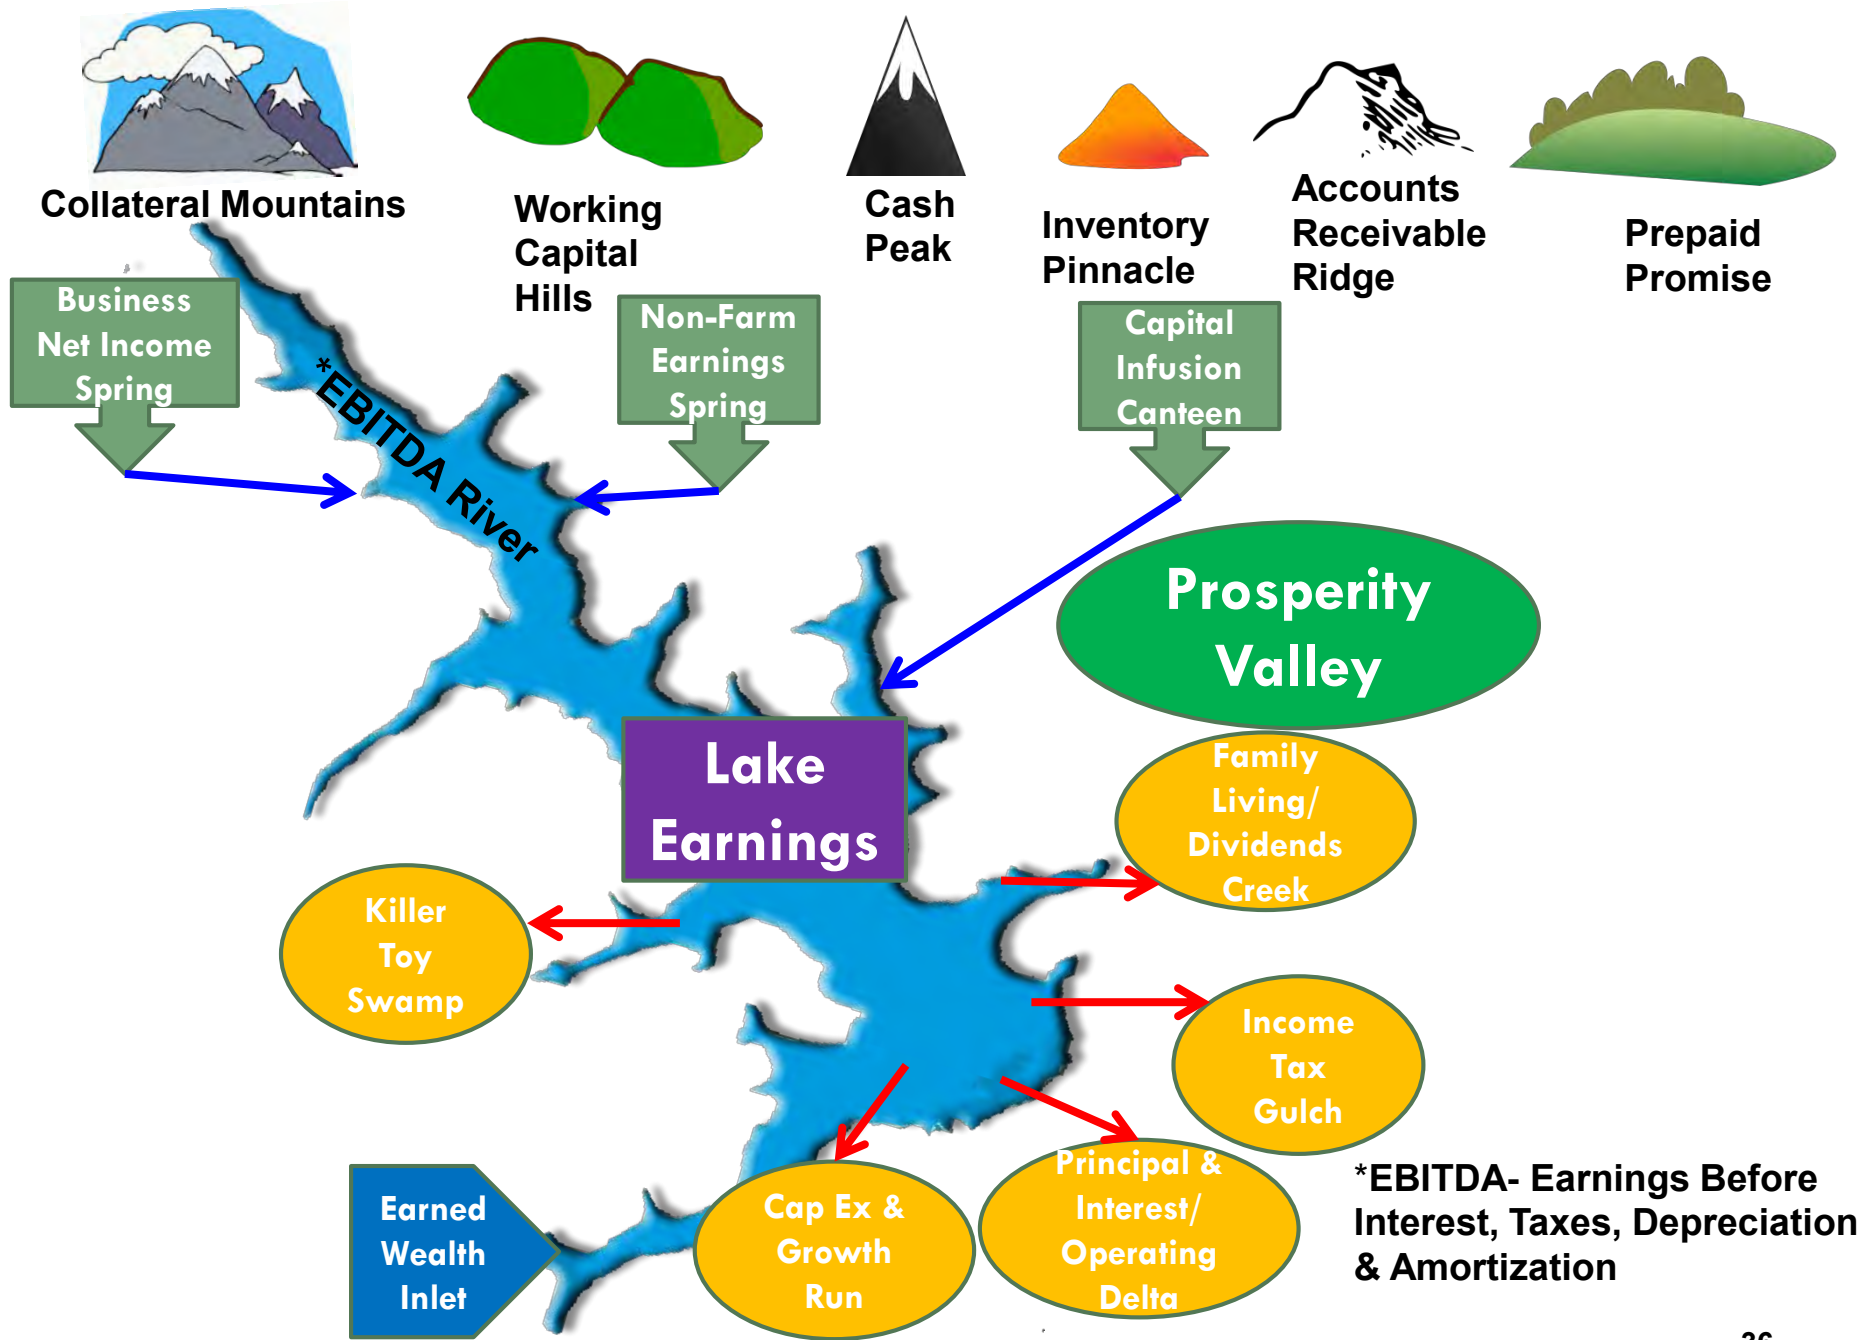 Collateral Mountains
Working
Capital
Hills
Cash
Peak
Inventory
Pinnacle
Accounts
Receivable
Ridge
Prepaid
Promise
Business
Net Income
Spring
Non-Farm
Earnings
Spring
Capital
Infusion
Canteen
*EBITDA River
Prosperity
Valley
Lake
Earnings
Family
Living/
Dividends
Creek
Killer
Toy
Swamp
Income
Tax
Gulch
Principal &
Interest/
Operating
Delta
Cap Ex &
Growth
Run
Earned
Wealth
Inlet
*EBITDA- Earnings Before
Interest, Taxes, Depreciation
& Amortization